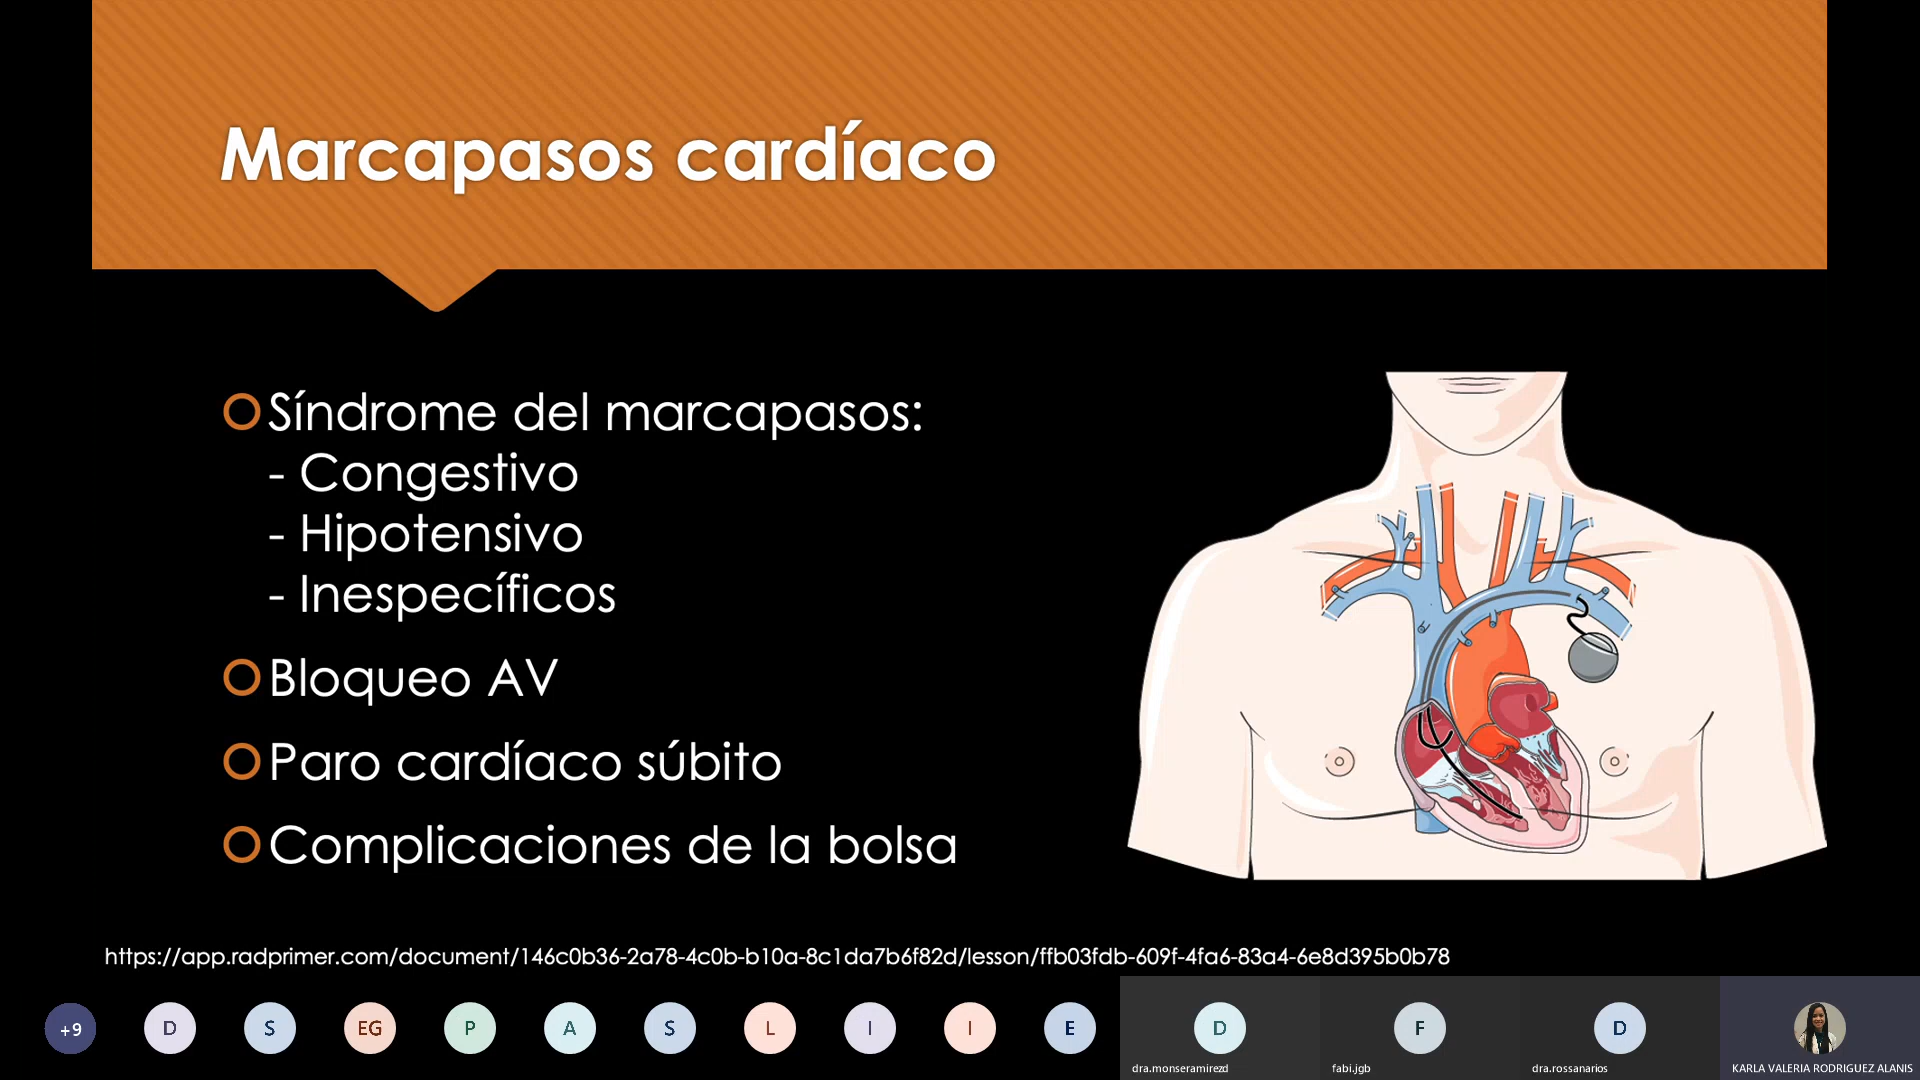 Marcapasos cardíaco
Síndrome del marcapasos:
- Congestivo
- Hipotensivo
- Inespecíficos
Bloqueo AV
Paro cardíaco súbito
Complicaciones de la bolsa
https://app.radprimer.com/document/146c0b36-2a78-4c0b-b10a-8c1da7b6f82d/lesson/ffb03fdb-609f-4fa6-83a4-6e8d395b0b78
+9 D S EG P A S L I I E D F D
dra.monseramirezd fabi.jgb dra.rossanarios KARLA VALERIA RODRIGUEZ ALANIS